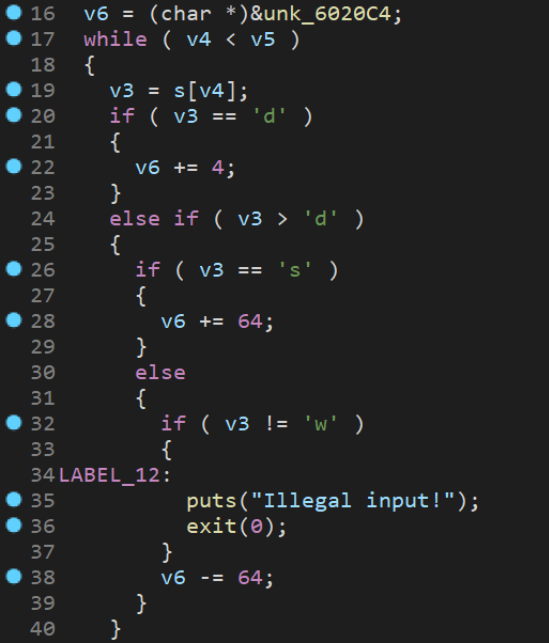 16 v6 = (char *)&unk_6020C4;
17 while ( v4 < v5 )
18 {
19 v3 = s[v4];
20 if ( v3 == 'd' )
21 {
22 v6 += 4;
23 }
24 else if ( v3 > 'd' )
25 {
26 if ( v3 == 's' )
27 {
28 v6 += 64;
29 }
30 else
31 {
32 if ( v3 != 'w' )
33 {
34 LABEL_12:
35 puts("Illegal input!");
36 exit(0);
37 }
38 v6 -= 64;
39 }
40 }